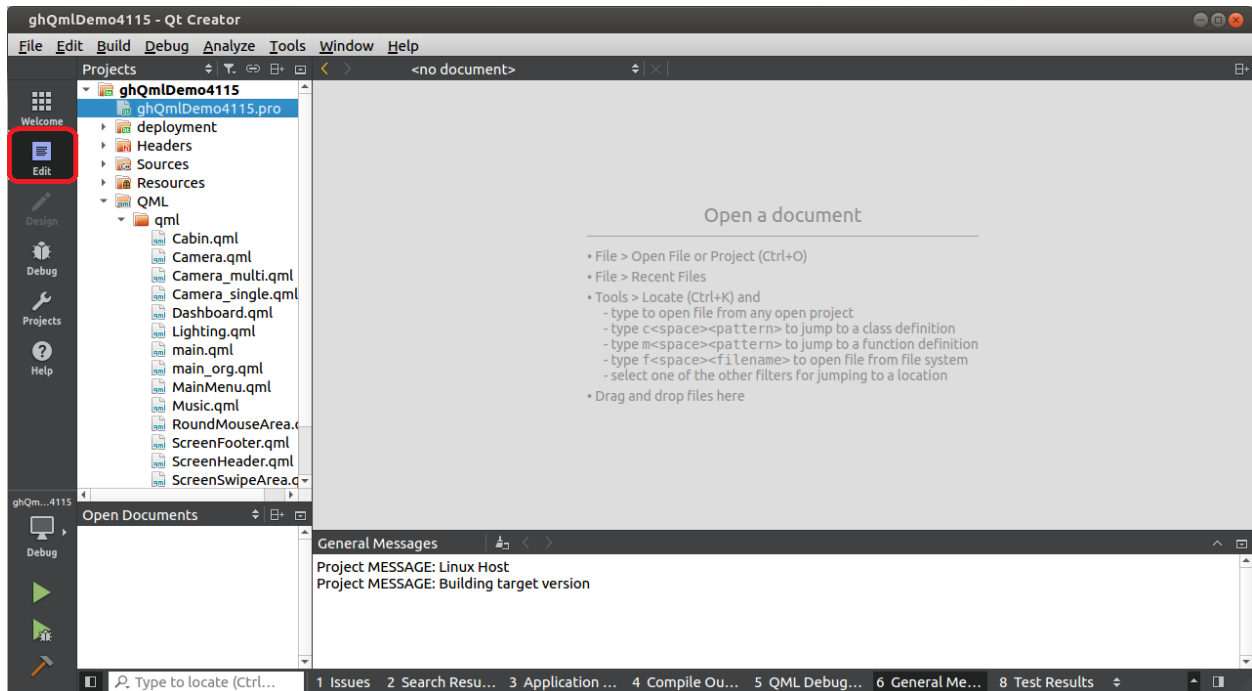 ghQmlDemo4115 - Qt Creator
File Edit Build Debug Analyze Tools Window Help
Projects
<no document>
Welcome
Edit
Design
Debug
Projects
Help
ghQmlDemo4115
ghQmlDemo4115.pro
deployment
Headers
Sources
Resources
QML
qml
Cabin.qml
Camera.qml
Camera_multi.qml
Camera_single.qml
Dashboard.qml
Lighting.qml
main.qml
main_org.qml
MainMenu.qml
Music.qml
RoundMouseArea.
ScreenFooter.qml
ScreenHeader.qml
ScreenSwipeArea.
Open a document
• File > Open File or Project (Ctrl+O)
• File > Recent Files
• Tools > Locate (Ctrl+K) and
- type to open file from any open project
- type c<space><pattern> to jump to a class definition
- type m<space><pattern> to jump to a function definition
- type f<space><filename> to open file from file system
- select one of the other filters for jumping to a location
• Drag and drop files here
ghQm...4115
Debug
Open Documents
General Messages
Project MESSAGE: Linux Host
Project MESSAGE: Building target version
Type to locate (Ctrl...
1 Issues 2 Search Resu... 3 Application ... 4 Compile Ou... 5 QML Debug... 6 General Me... 8 Test Results